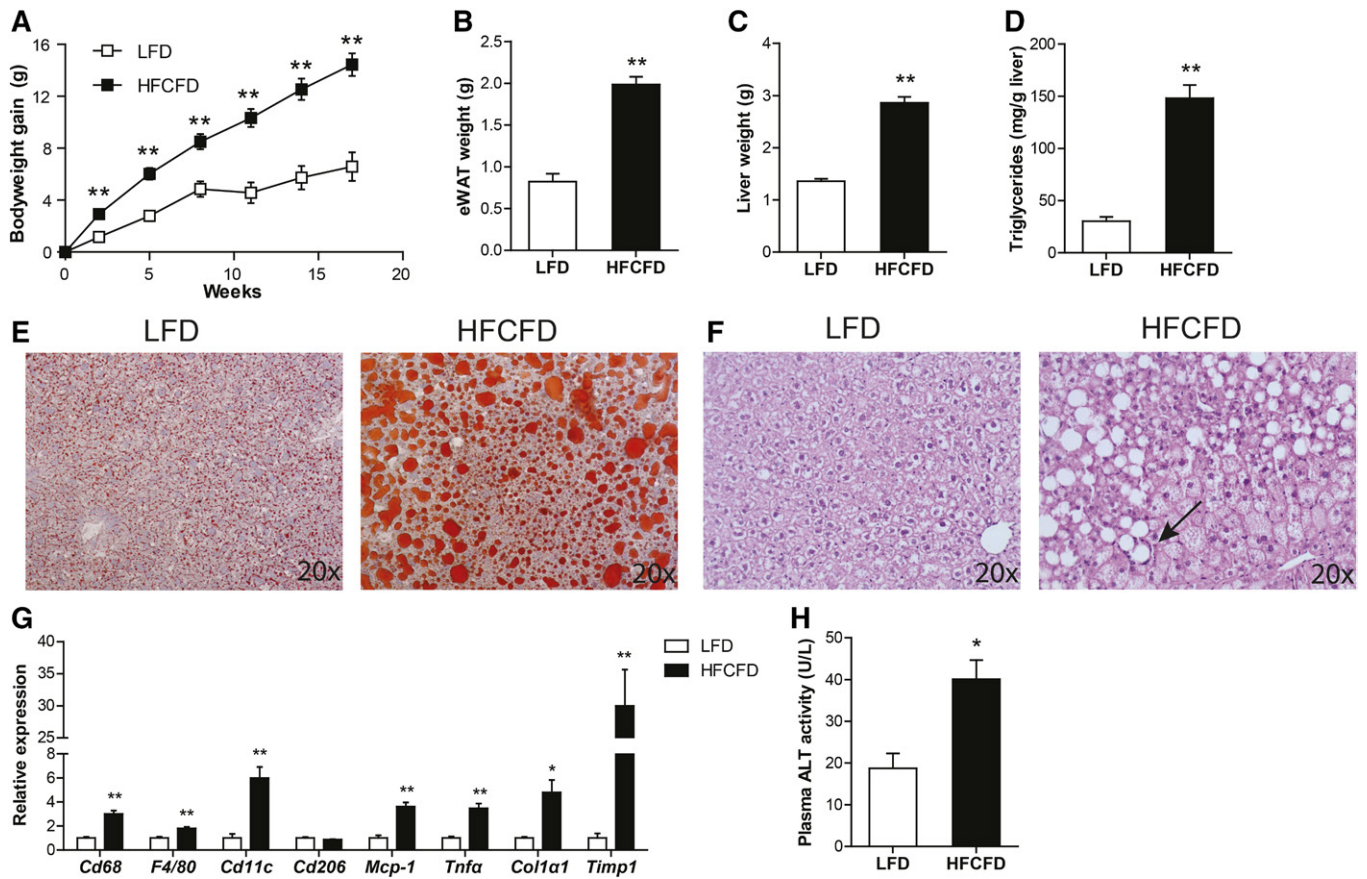 A
Bodyweight gain (g)
16
12
8
4
0
LFD
HFCFD
**
**
**
**
**
**
0
5
10
15
20
Weeks
B
eWAT weight (g)
2.5
2.0
1.5
1.0
0.5
0.0
**
LFD
HFCFD
C
Liver weight (g)
4
3
2
1
0
**
LFD
HFCFD
D
Triglycerides (mg/g liver)
200
150
100
50
0
**
LFD
HFCFD
E
LFD
HFCFD
20x
20x
F
LFD
HFCFD
20x
20x
G
Relative expression
40
35
30
25
8
6
4
2
0
**
**
**
**
**
*
**
Cd68
F4/80
Cd11c
Cd206
Mcp-1
Tnfα
Col1α1
Timp1
LFD
HFCFD
H
Plasma ALT activity (U/L)
50
40
30
20
10
0
*
LFD
HFCFD